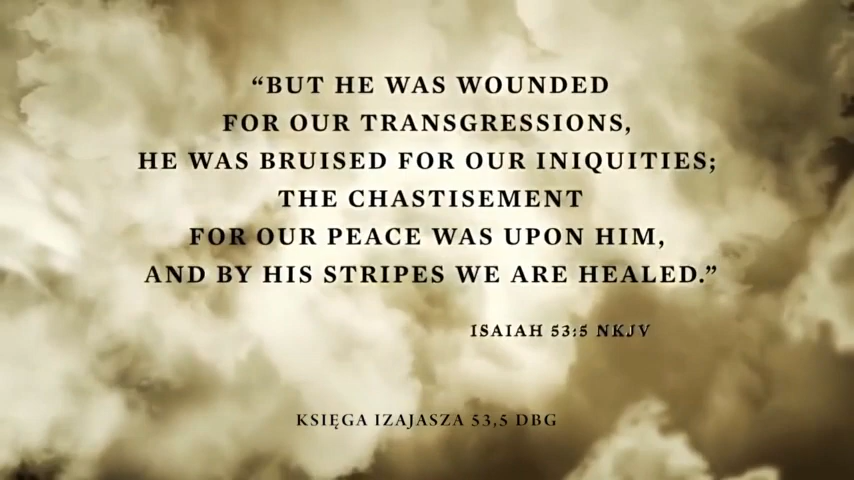 “BUT HE WAS WOUNDED
FOR OUR TRANSGRESSIONS,
HE WAS BRUISED FOR OUR INIQUITIES;
THE CHASTISEMENT
FOR OUR PEACE WAS UPON HIM,
AND BY HIS STRIPES WE ARE HEALED.”
ISAIAH 53:5 NKJV
KSIĘGA IZAJASZA 53,5 DBG